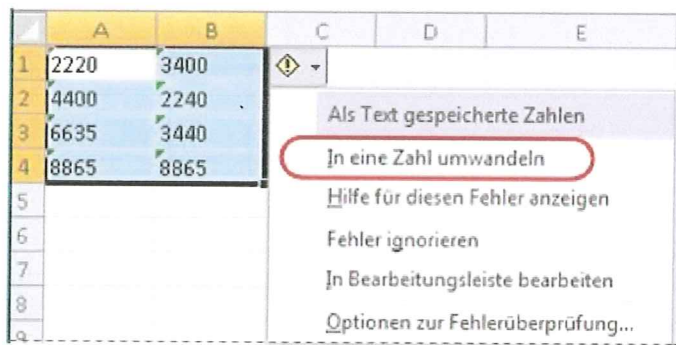 A B C D E
1 2220 3400
2 4400 2240
Als Text gespeicherte Zahlen
3 6635 3440
In eine Zahl umwandeln
4 8865 8865
5 Hilfe für diesen Fehler anzeigen
6 Fehler ignorieren
7 In Bearbeitungsleiste bearbeiten
8
Optionen zur Fehlerüberprüfung...
9